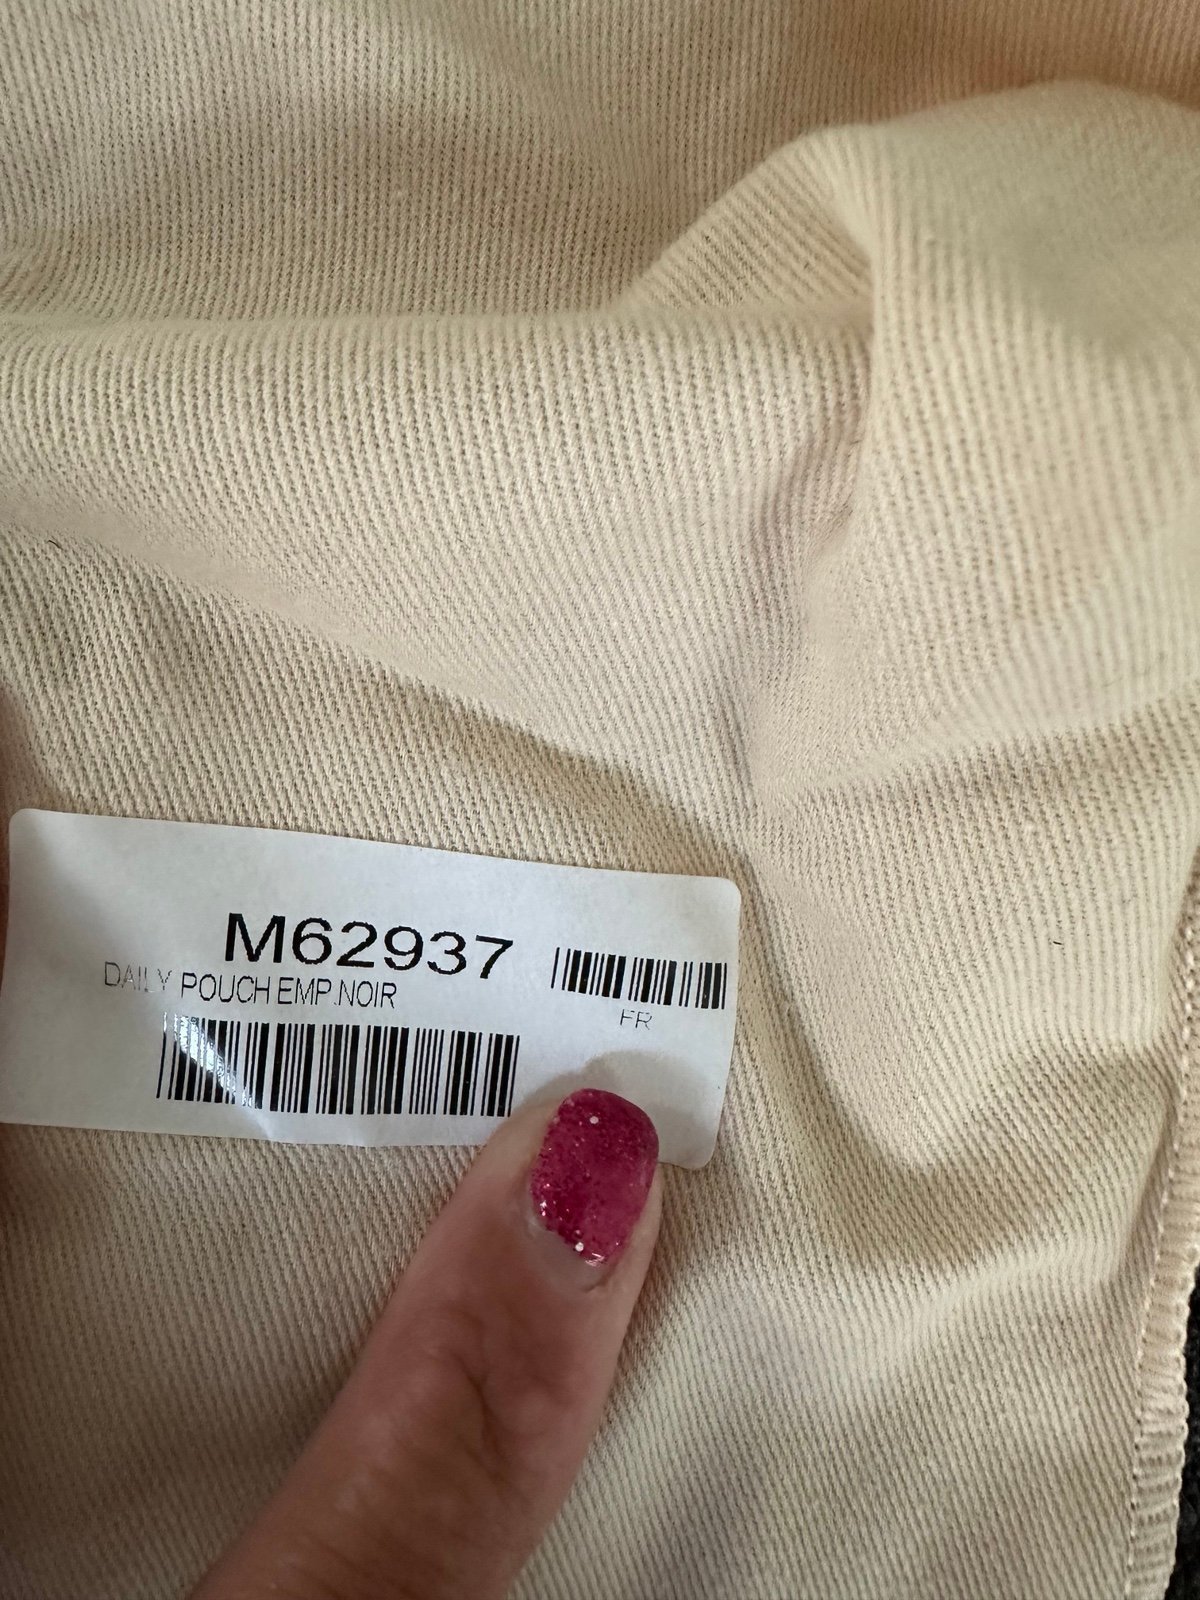 M62937
DAILY POUCH EMP.NOIR
FR